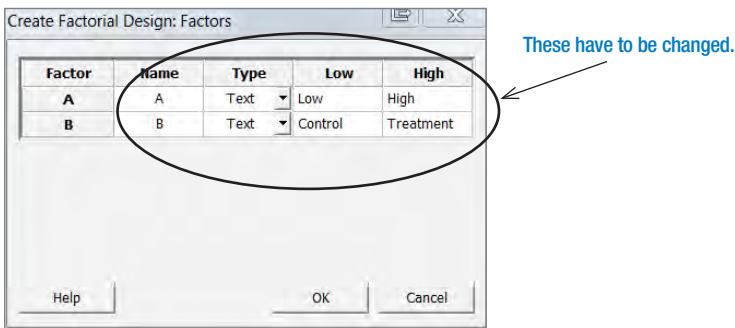 Create Factorial Design: Factors
These have to be changed.
Factor Name Type Low High
A A Text Low High
B B Text Control Treatment
Help OK Cancel